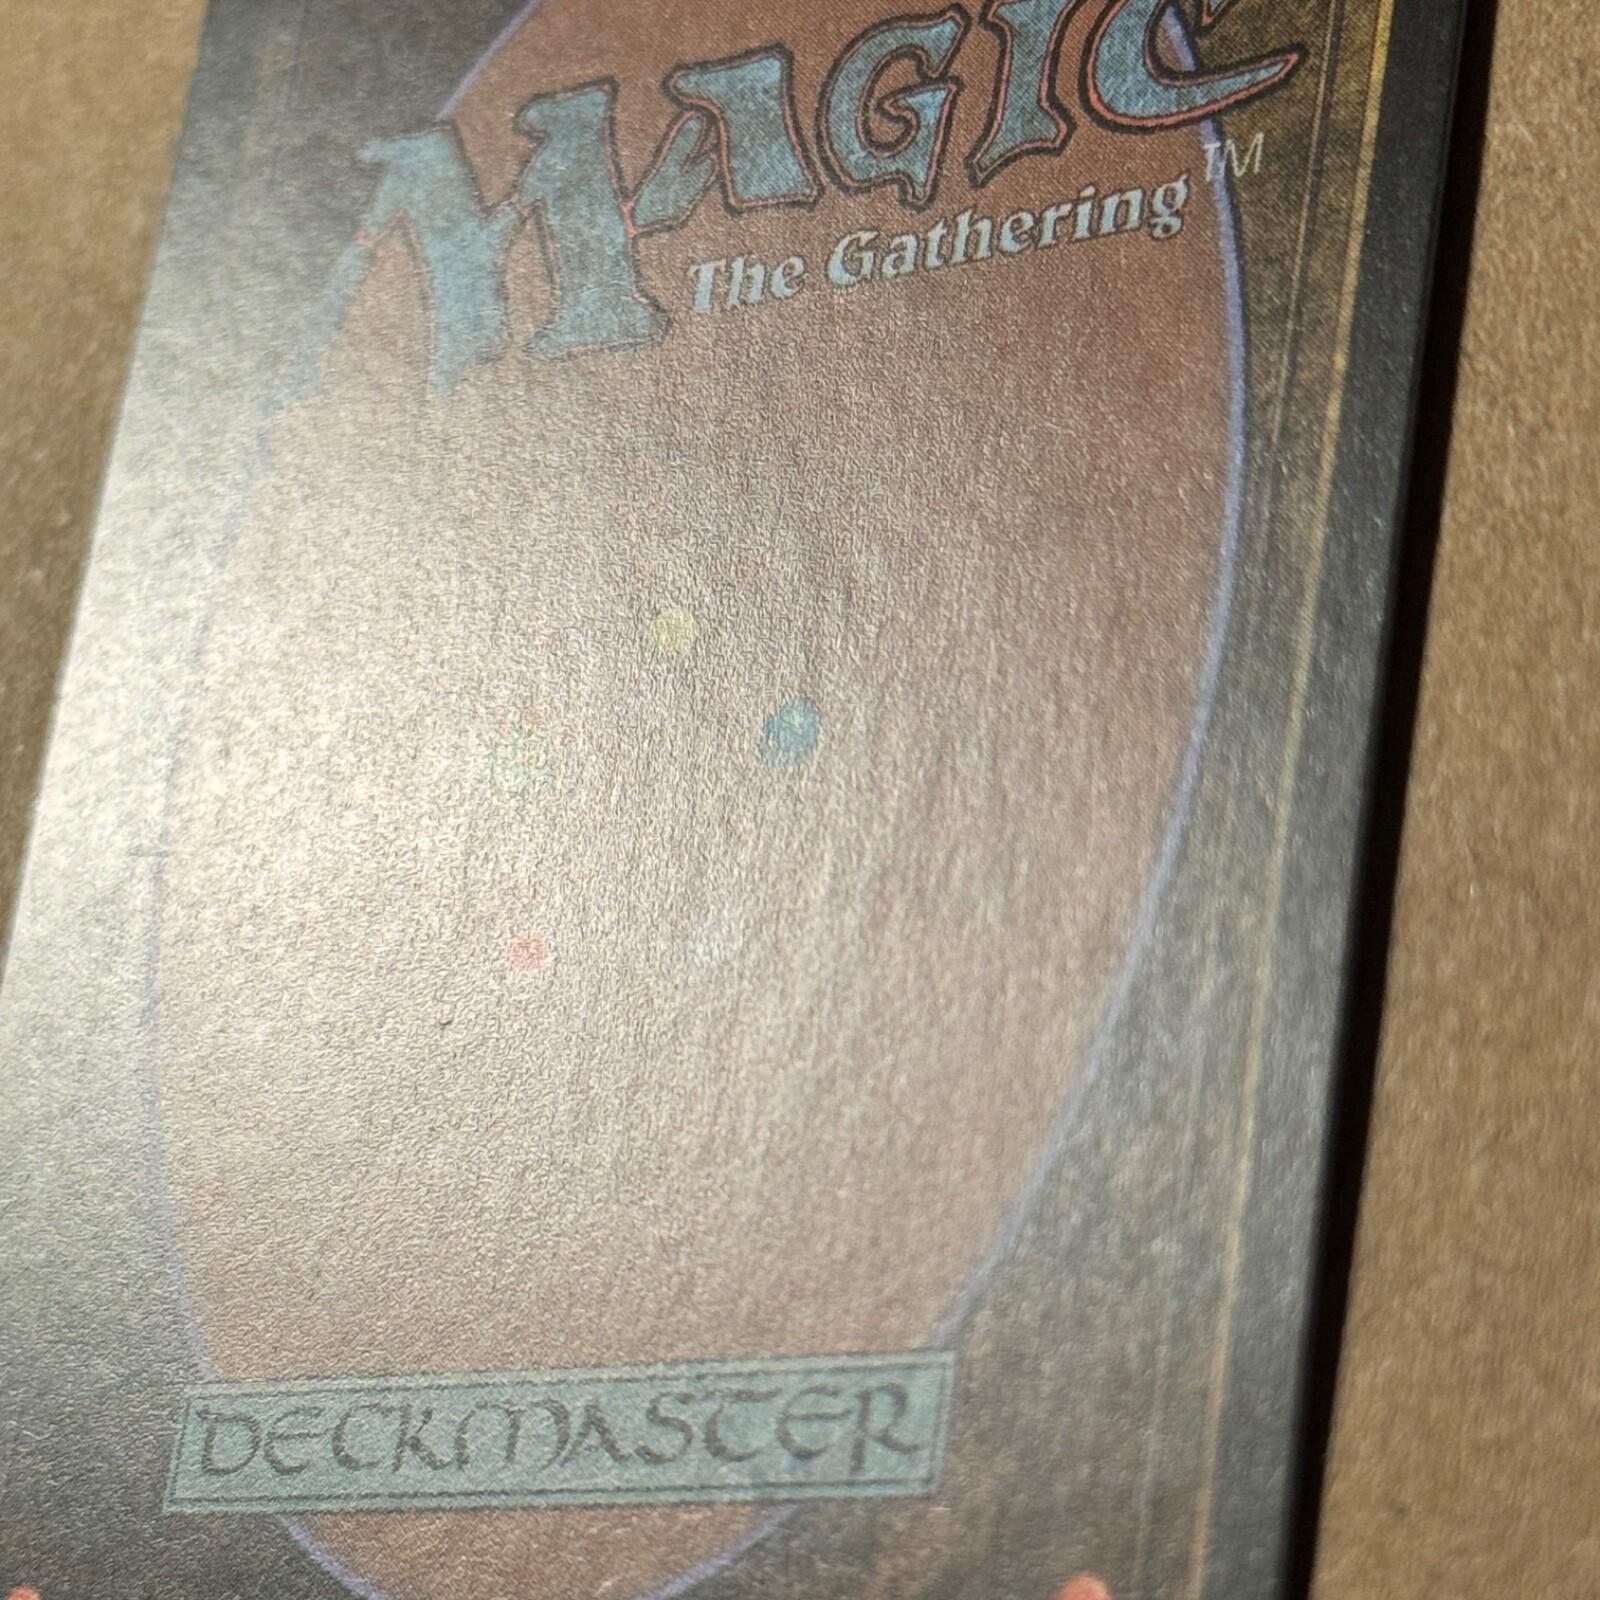 MAGIC
The Gathering™
DECKMASTER